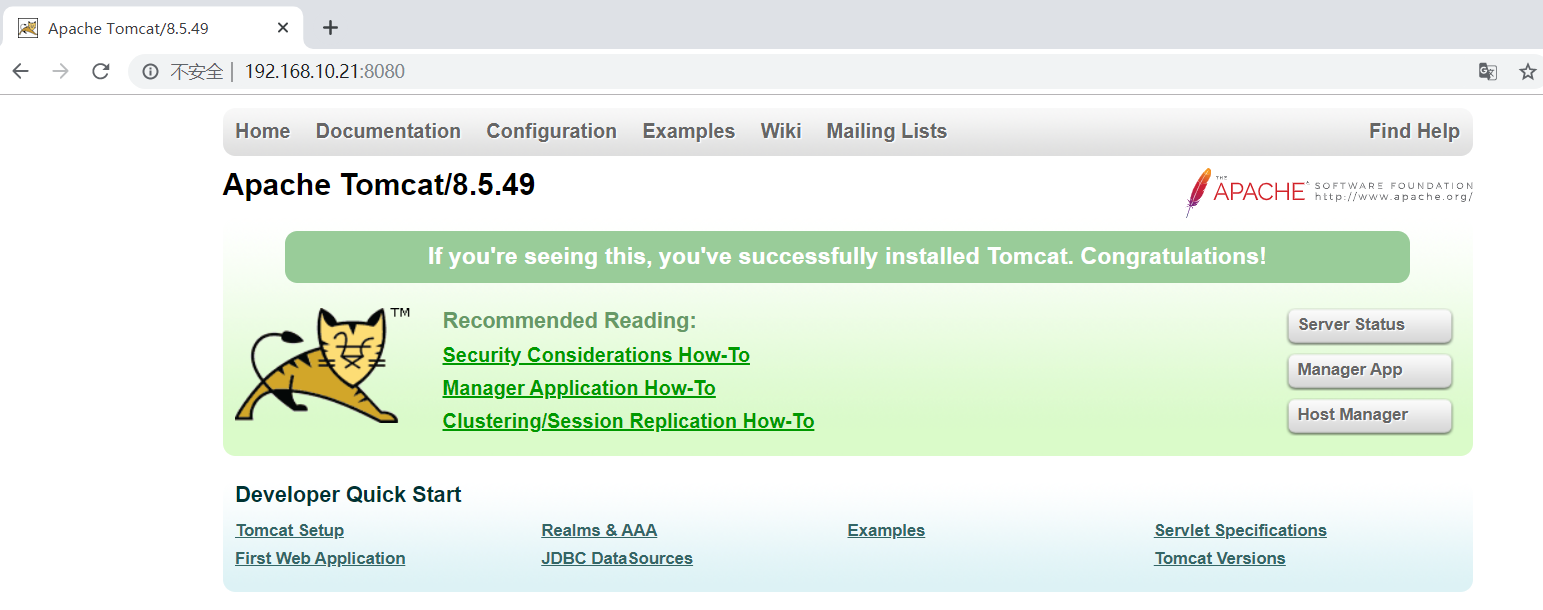 Apache Tomcat/8.5.49
不安全 192.168.10.21:8080
Home Documentation Configuration Examples Wiki Mailing Lists Find Help
Apache Tomcat/8.5.49
THE APACHE SOFTWARE FOUNDATION
http://www.apache.org/
If you're seeing this, you've successfully installed Tomcat. Congratulations!
TM
Recommended Reading:
Security Considerations How-To
Manager Application How-To
Clustering/Session Replication How-To
Server Status
Manager App
Host Manager
Developer Quick Start
Tomcat Setup Realms & AAA Examples Servlet Specifications
First Web Application JDBC DataSources Tomcat Versions